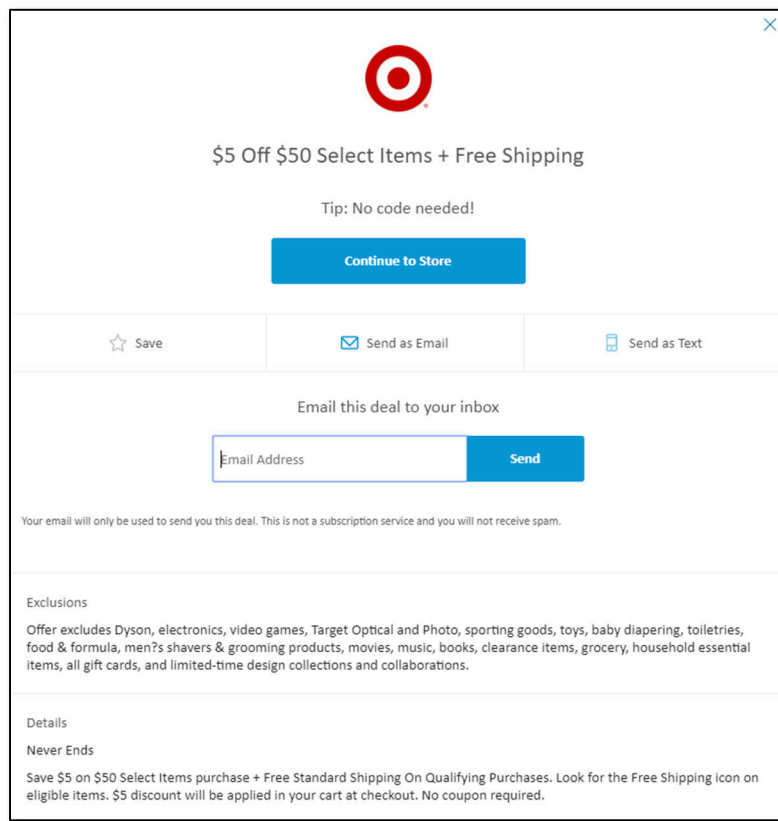 $5 Off $50 Select Items + Free Shipping
Tip: No code needed!
Continue to Store
Save
Send as Email
Send as Text
Email this deal to your inbox
Email Address
Send
Your email will only be used to send you this deal. This is not a subscription service and you will not receive spam.
Exclusions
Offer excludes Dyson, electronics, video games, Target Optical and Photo, sporting goods, toys, baby diapering, toiletries,
food & formula, men?s shavers & grooming products, movies, music, books, clearance items, grocery, household essential
items, all gift cards, and limited-time design collections and collaborations.
Details
Never Ends
Save $5 on $50 Select Items purchase + Free Standard Shipping On Qualifying Purchases. Look for the Free Shipping icon on
eligible items. $5 discount will be applied in your cart at checkout. No coupon required.